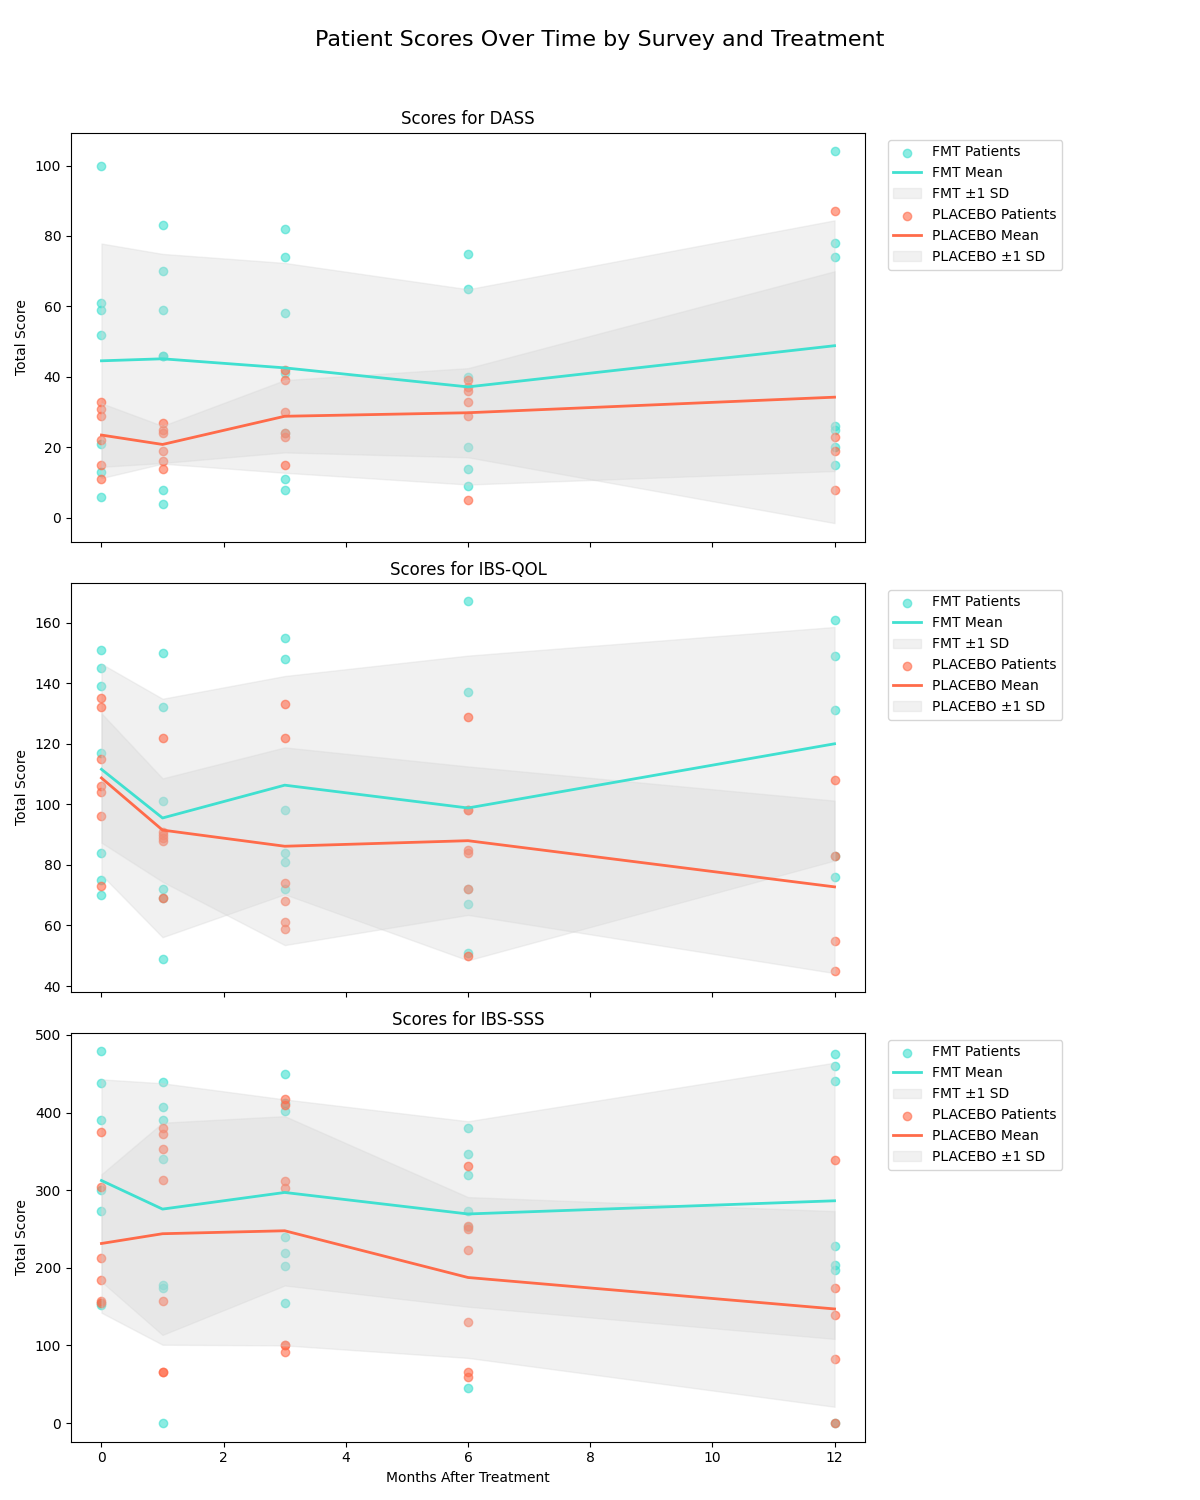 Patient Scores Over Time by Survey and Treatment
Scores for DASS
Total Score
100
80
60
40
20
0
FMT Patients
FMT Mean
FMT ±1 SD
PLACEBO Patients
PLACEBO Mean
PLACEBO ±1 SD
Scores for IBS-QOL
Total Score
160
140
120
100
80
60
40
FMT Patients
FMT Mean
FMT ±1 SD
PLACEBO Patients
PLACEBO Mean
PLACEBO ±1 SD
Scores for IBS-SSS
Total Score
500
400
300
200
100
0
FMT Patients
FMT Mean
FMT ±1 SD
PLACEBO Patients
PLACEBO Mean
PLACEBO ±1 SD
0 2 4 6 8 10 12
Months After Treatment